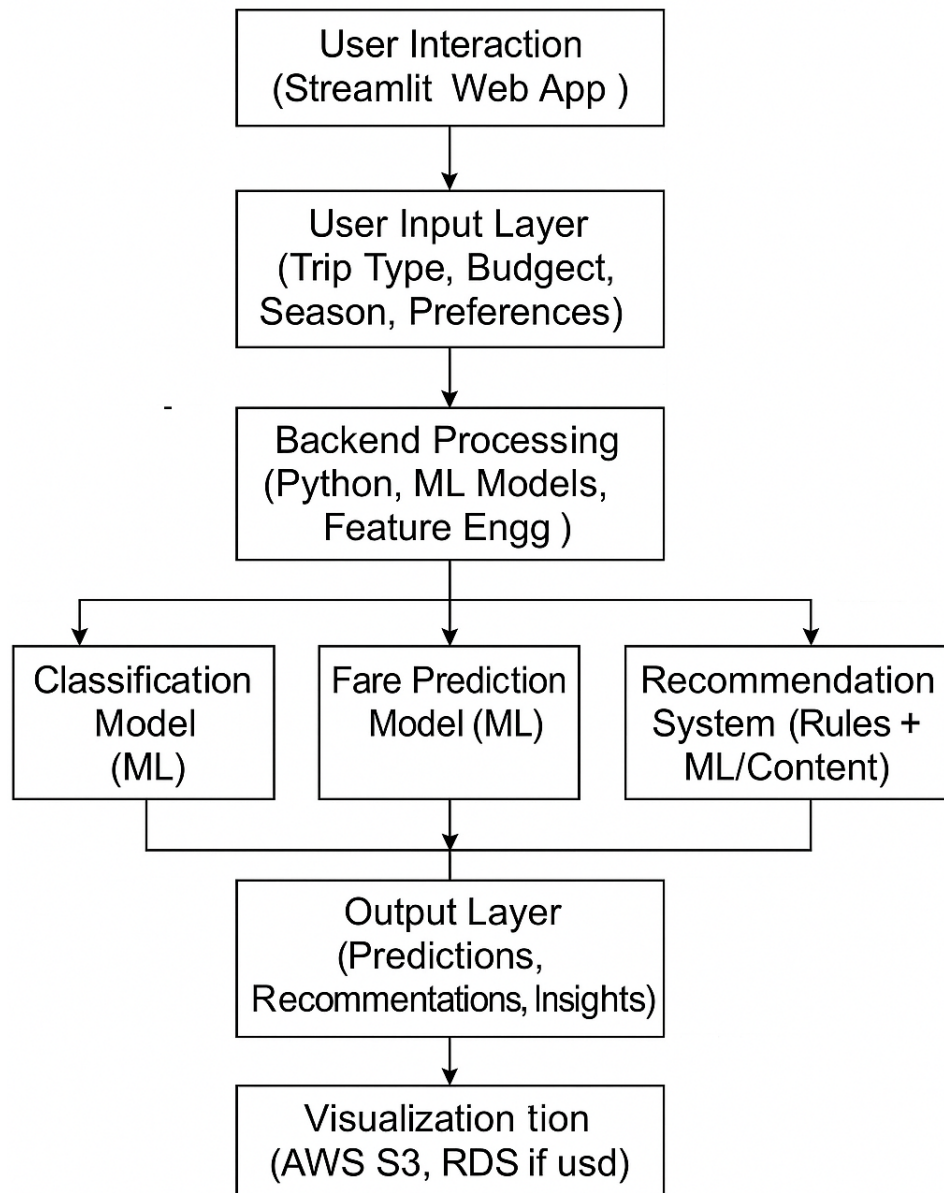 User Interaction
(Streamlit Web App )
User Input Layer
(Trip Type, Budgect,
Season, Preferences)
-
Backend Processing
(Python, ML Models,
Feature Engg )
Classification
Model
(ML)
Fare Prediction
Model (ML)
Recommendation
System (Rules +
ML/Content)
Output Layer
(Predictions,
Recommentations, Insights)
Visualization tion
(AWS S3, RDS if usd)